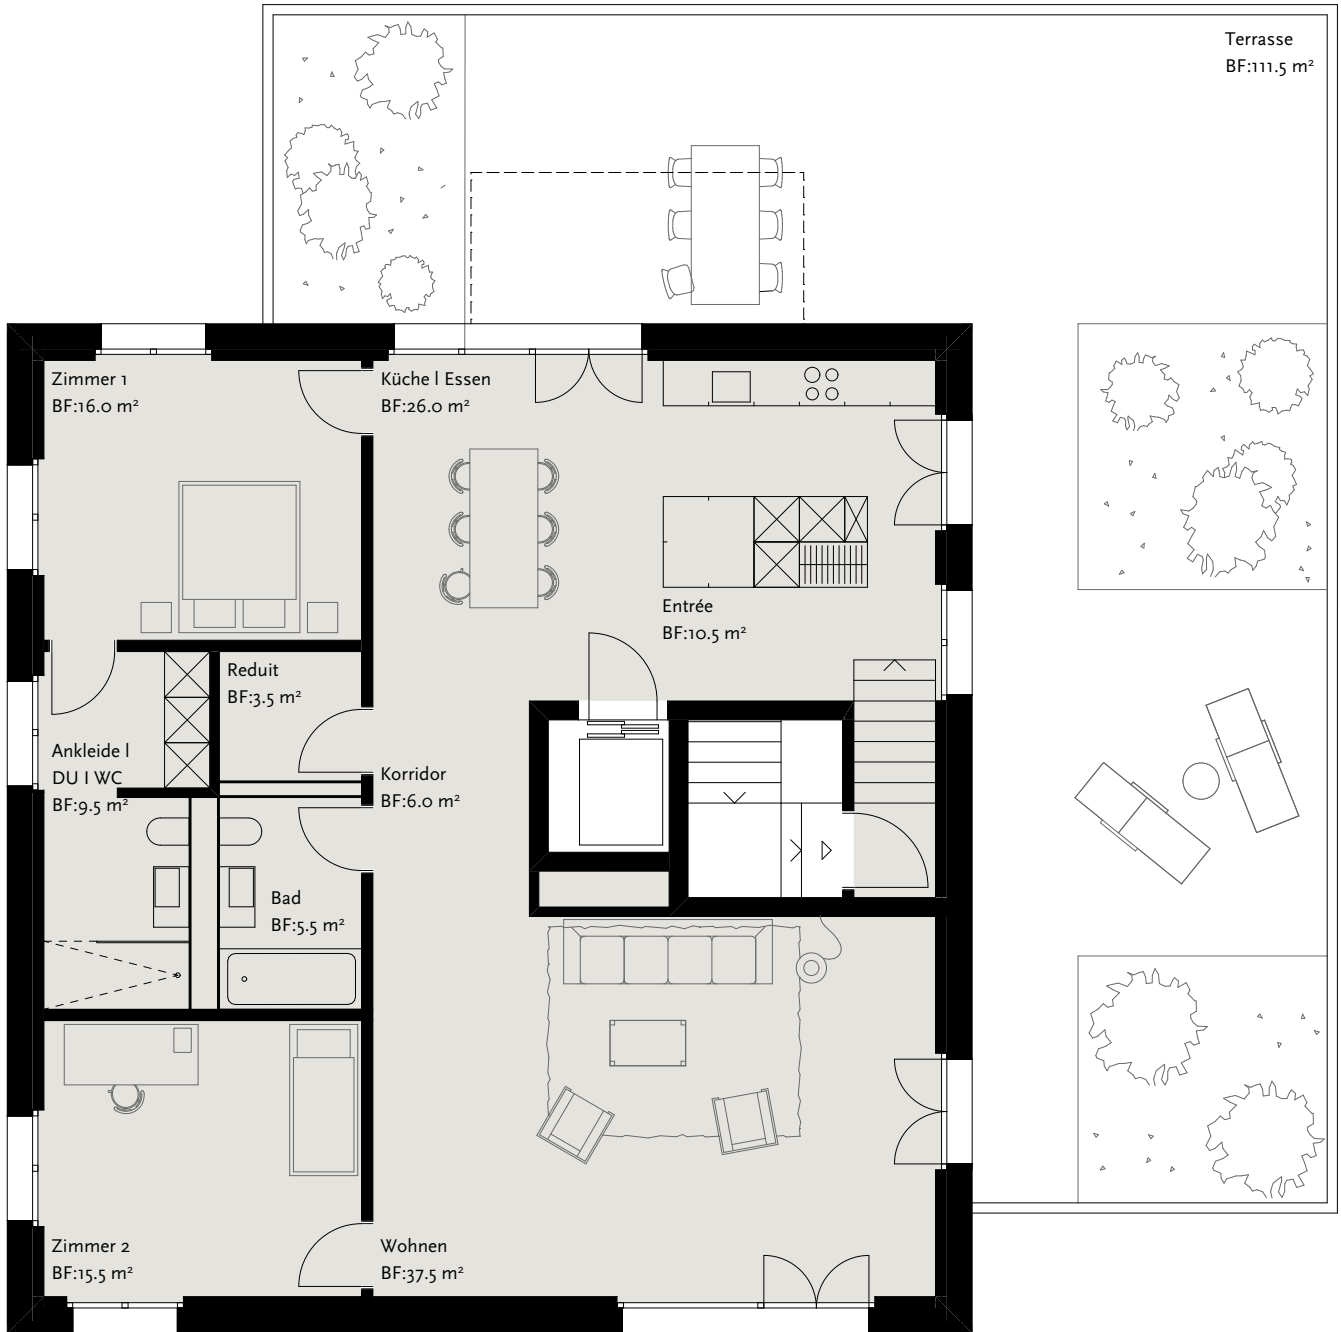 Terrasse
BF:111.5 m²
Zimmer 1
BF:16.0 m²
Küche l Essen
BF:26.0 m²
Entrée
BF:10.5 m²
Reduit
BF:3.5 m²
Ankleide l
DU I WC
BF:9.5 m²
Korridor
BF:6.0 m²
Bad
BF:5.5 m²
Zimmer 2
BF:15.5 m²
Wohnen
BF:37.5 m²